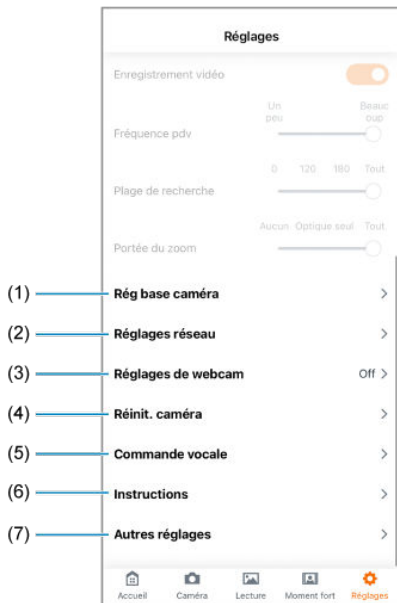 Réglages
Enregistrement vidéo
Un peu
Beauc oup
Fréquence pdv
0 120 180 Tout
Plage de recherche
Aucun Optique seul Tout
Portée du zoom
(1) Rég base caméra
(2) Réglages réseau
(3) Réglages de webcam Off
(4) Réinit. caméra
(5) Commande vocale
(6) Instructions
(7) Autres réglages
Accueil Caméra Lecture Moment fort Réglages